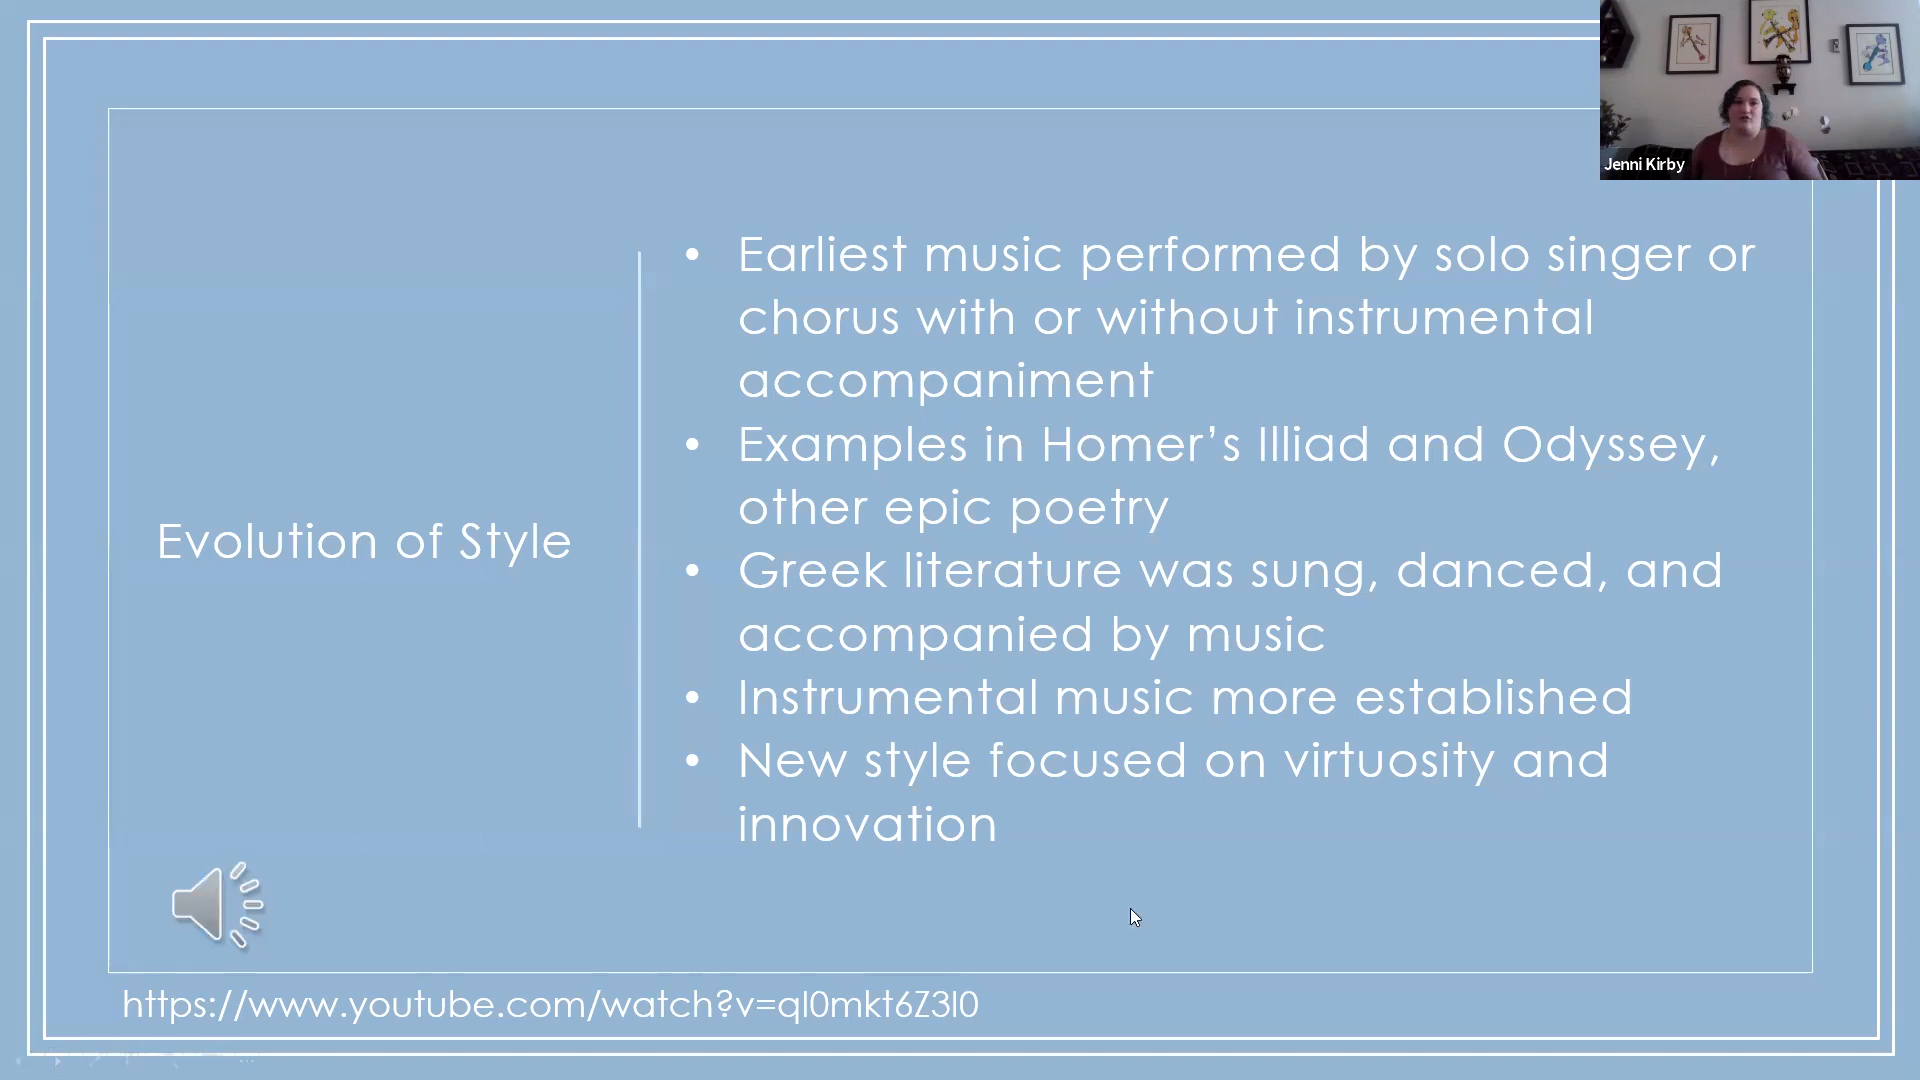 Jenni Kirby
Evolution of Style
• Earliest music performed by solo singer or
chorus with or without instrumental
accompaniment
• Examples in Homer’s Illiad and Odyssey,
other epic poetry
• Greek literature was sung, danced, and
accompanied by music
• Instrumental music more established
• New style focused on virtuosity and
innovation
https://www.youtube.com/watch?v=ql0mkt6Z3l0